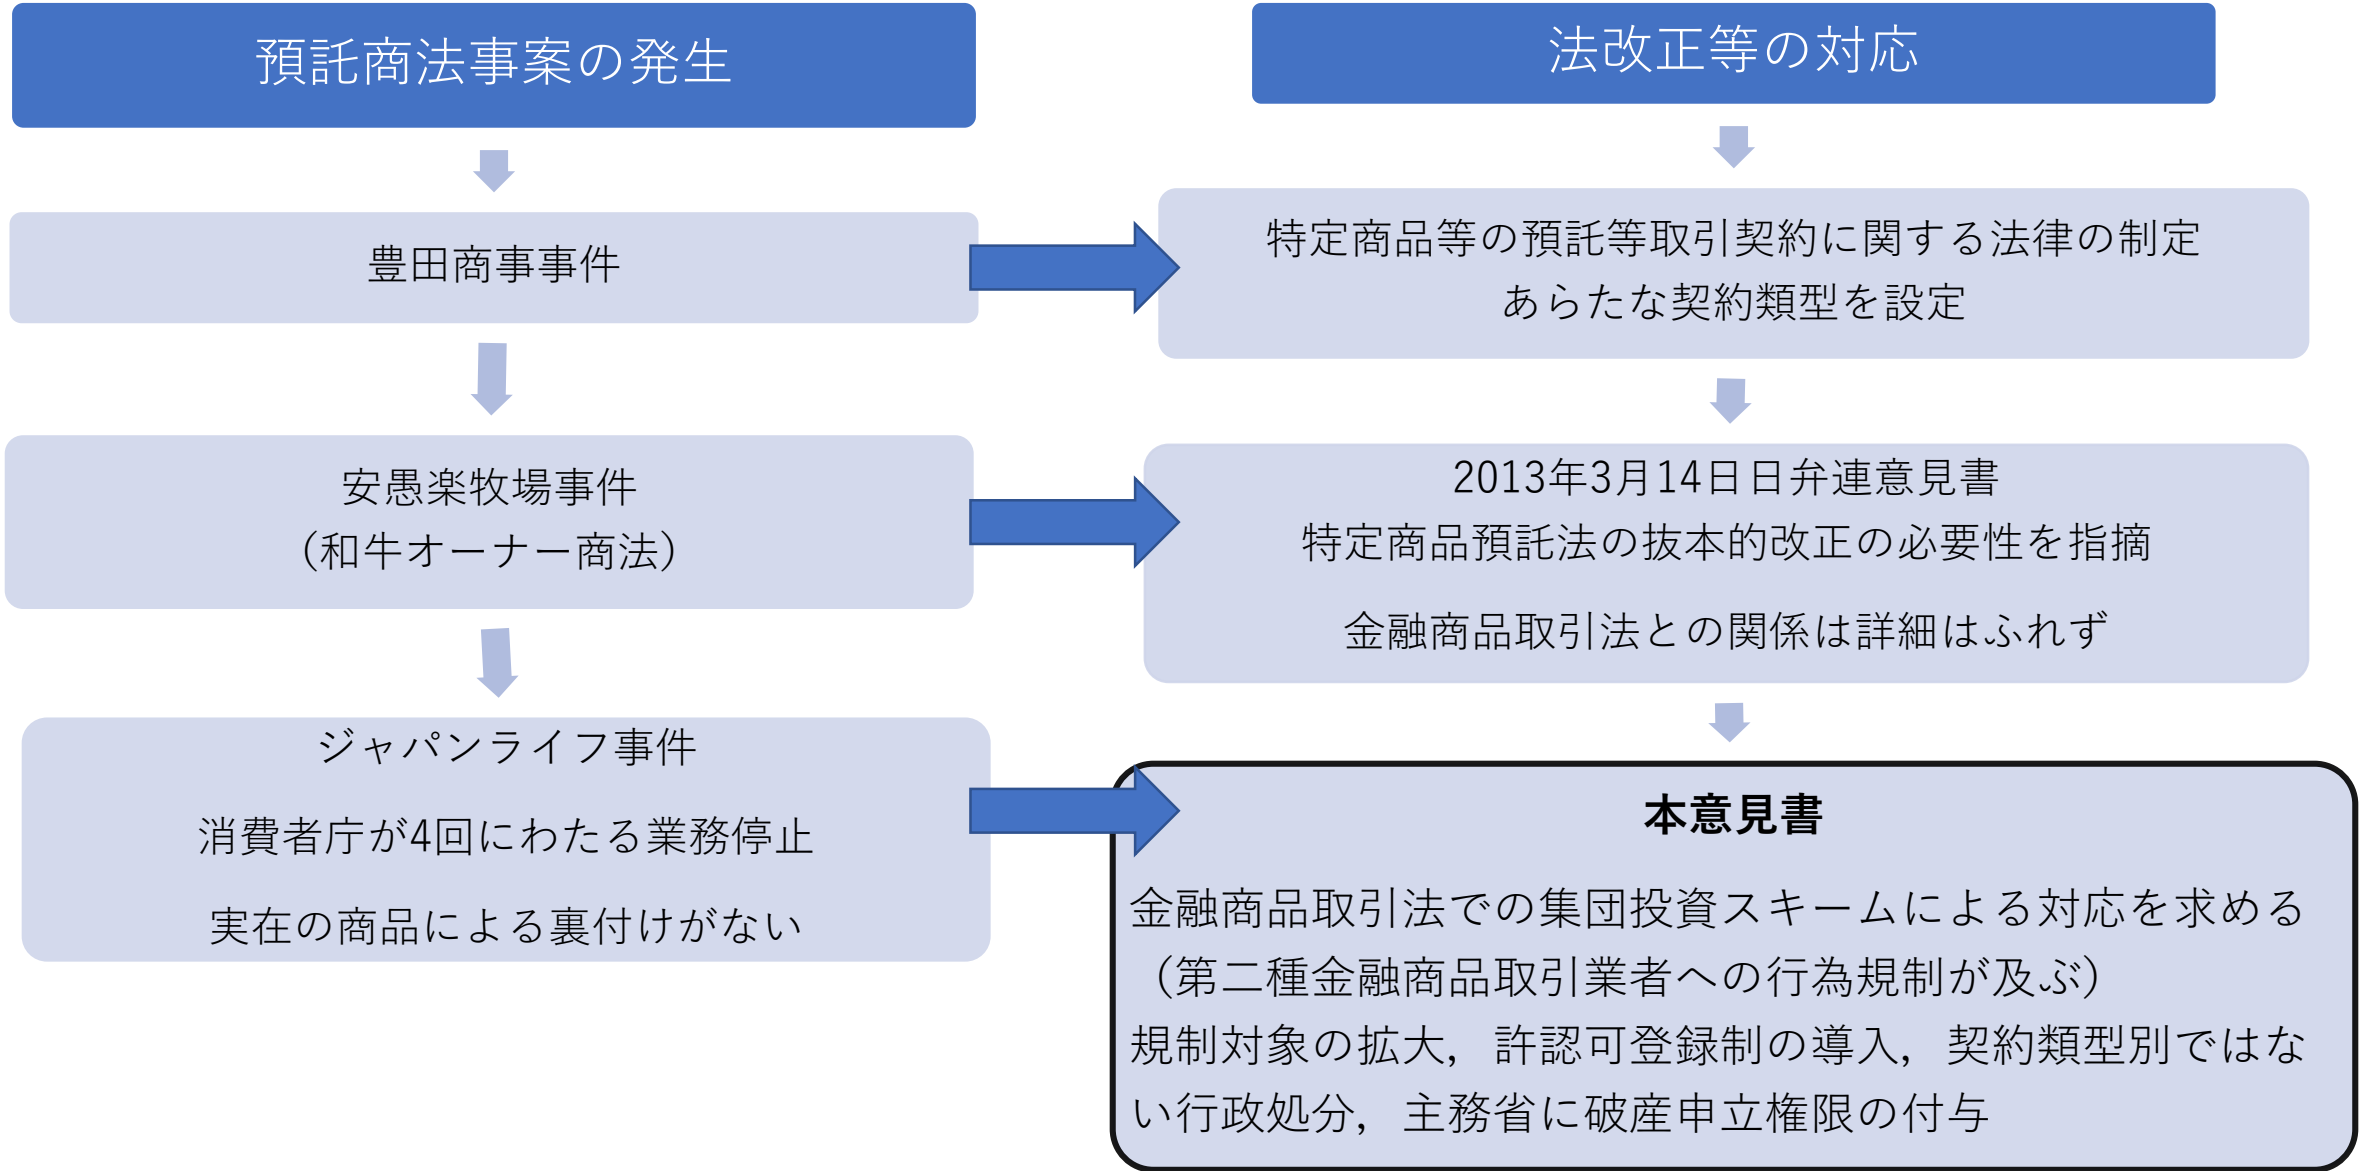 預託商法事案の発生
豊田商事事件
安愚楽牧場事件
（和牛オーナー商法）
ジャパンライフ事件
消費者庁が4回にわたる業務停止
実在の商品による裏付けがない
法改正等の対応
特定商品等の預託等取引契約に関する法律の制定
あらたな契約類型を設定
2013年3月14日日弁連意見書
特定商品預託法の抜本的改正の必要性を指摘
金融商品取引法との関係は詳細はふれず
本意見書
金融商品取引法での集団投資スキームによる対応を求める
（第二種金融商品取引業者への行為規制が及ぶ）
規制対象の拡大，許認可登録制の導入，契約類型別ではな
い行政処分，主務省に破産申立権限の付与